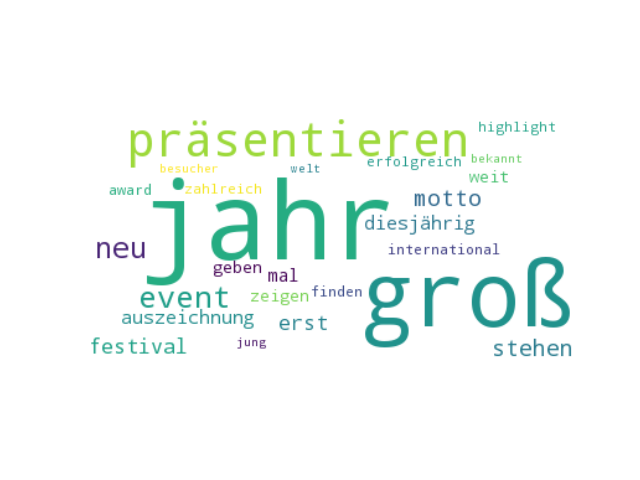 highlight
präsentieren
erfolgreich
bekannt
besucher
welt
weit
award
zahlreich
motto
jahr
diesjährig
neu
international
geben
mal
groß
event
zeigen
finden
auszeichnung
erst
festival
jung
stehen